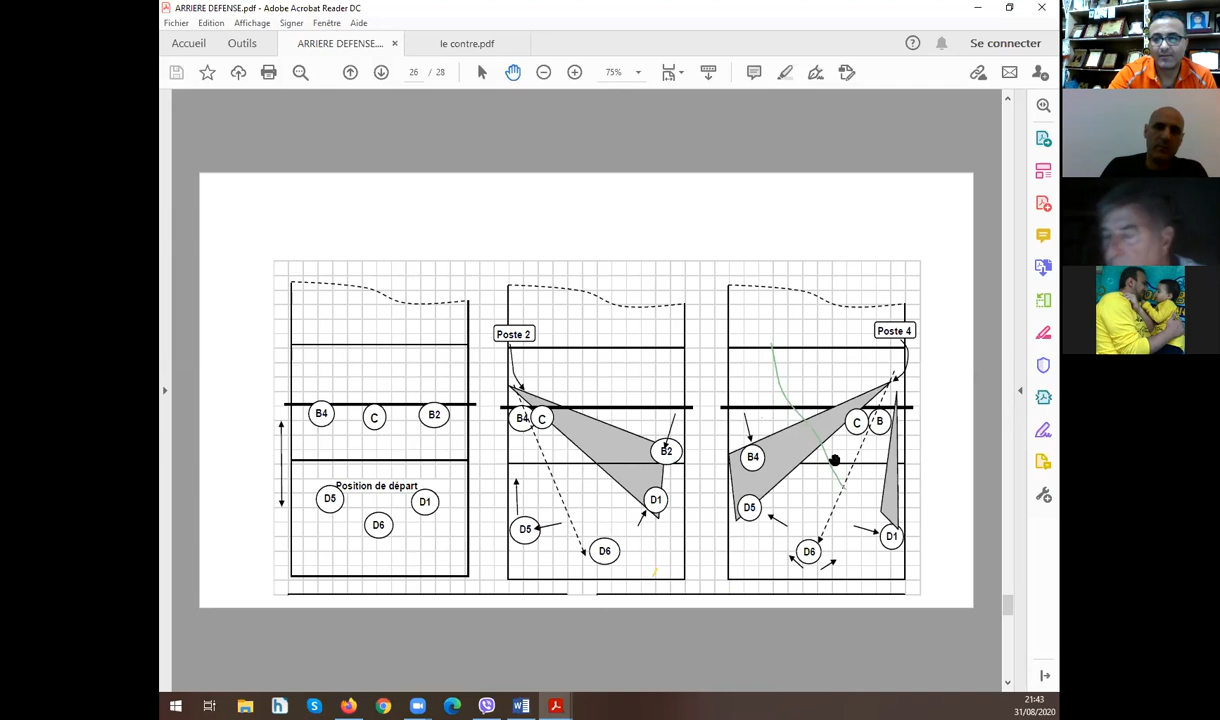 ARRIERE DEFENSE.pdf - Adobe Acrobat Reader DC
Fichier Edition Affichage Signer Fenêtre Aide
Accueil Outils ARRIERE DEFENSE.... × le contre.pdf Se connecter
26 / 28 75%
Poste 2 Poste 4
B4 C B2 B4 C C B
B2 B4
Position de départ
D5 D1 D1 D5
D6 D5 D1
D6 D6
21:43
31/08/2020